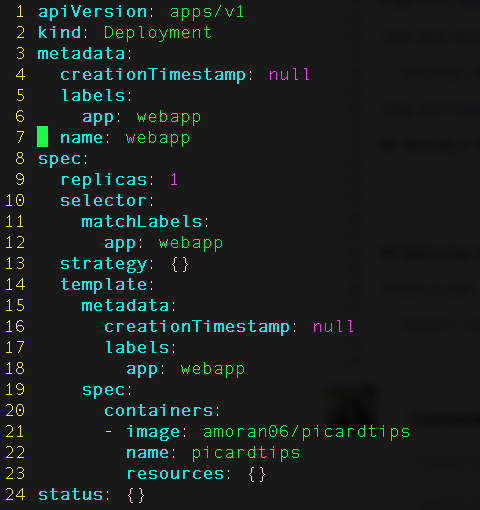 1 apiVersion: apps/v1
2 kind: Deployment
3 metadata:
4   creationTimestamp: null
5   labels:
6     app: webapp
7   name: webapp
8 spec:
9   replicas: 1
10   selector:
11     matchLabels:
12       app: webapp
13   strategy: {}
14   template:
15     metadata:
16       creationTimestamp: null
17       labels:
18         app: webapp
19     spec:
20       containers:
21       - image: amoran06/picardtips
22         name: picardtips
23         resources: {}
24 status: {}